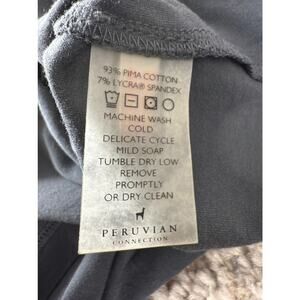 93% PIMA COTTON
7% LYCRA® SPANDEX
MACHINE WASH
COLD
DELICATE CYCLE
MILD SOAP
TUMBLE DRY LOW
REMOVE
PROMPTLY
OR DRY CLEAN
PERUVIAN
CONNECTION